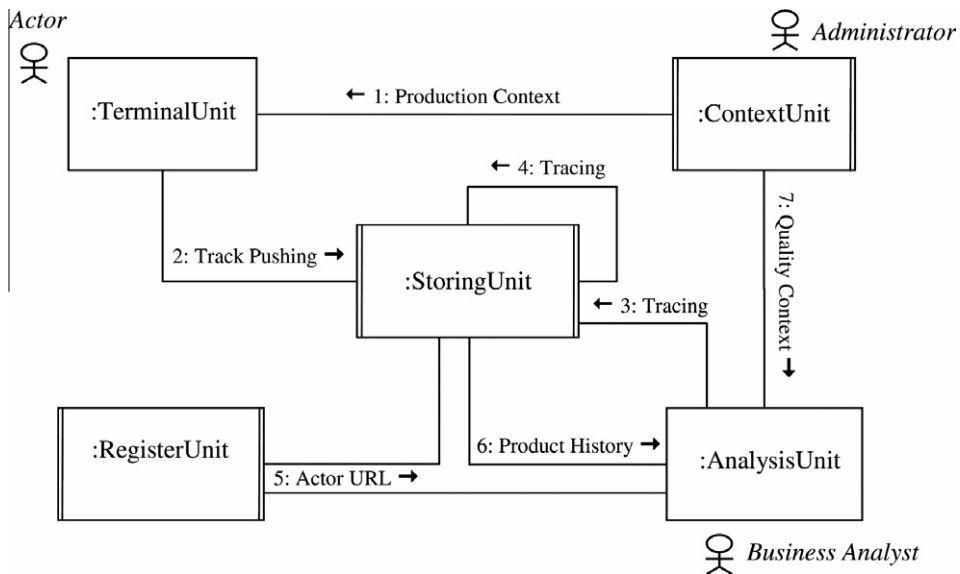 Actor
Administrator
:TerminalUnit
← 1: Production Context
:ContextUnit
← 4: Tracing
2: Track Pushing →
:StoringUnit
7: Quality Context →
← 3: Tracing
:RegisterUnit
6: Product History →
:AnalysisUnit
5: Actor URL →
Business Analyst